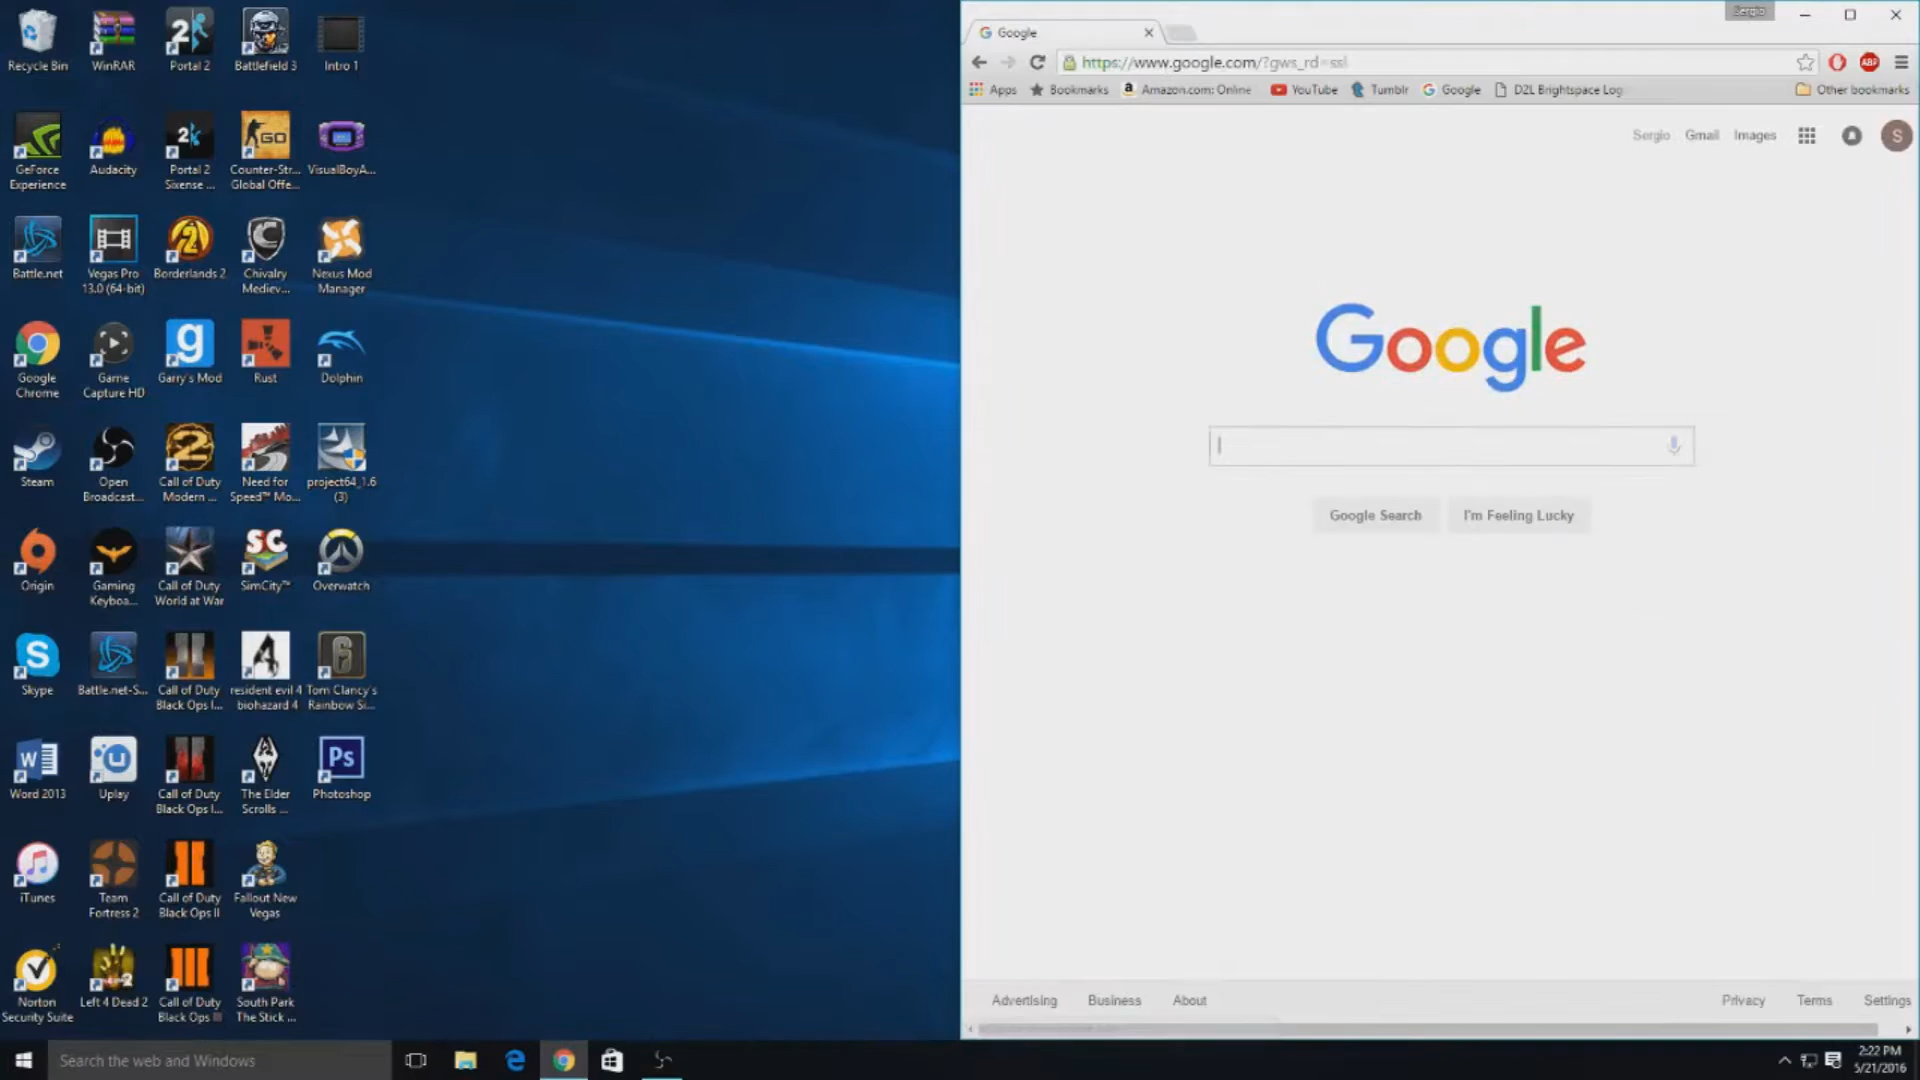 Recycle Bin
WinRAR
Portal 2
Battlefield 3
Intro 1
GeForce
Experience
Audacity
Portal 2
Sixense ...
Counter-Str...
Global Offe...
VisualBoyA...
Battle.net
Vegas Pro
13.0 (64-bit)
Borderlands 2
Chivalry
Mediev...
Nexus Mod
Manager
Google
Chrome
Game
Capture HD
Garry's Mod
Rust
Dolphin
Steam
Open
Broadcast...
Call of Duty
Modern ...
Need for
Speed™ Mo...
project64_1.6
(3)
Origin
Gaming
Keyboa...
Call of Duty
World at War
SimCity™
Overwatch
Skype
Battle.net-S...
Call of Duty
Black Ops I...
resident evil 4
biohazard 4
Tom Clancy's
Rainbow Si...
Word 2013
Uplay
Call of Duty
Black Ops I...
The Elder
Scrolls ...
Photoshop
iTunes
Team
Fortress 2
Call of Duty
Black Ops II
Fallout New
Vegas
Norton
Security Suite
Left 4 Dead 2
Call of Duty
Black Ops
South Park
The Stick ...
Search the web and Windows
Sergio
Google
https://www.google.com/?gws_rd=ssl
ABP
Apps
Bookmarks
Amazon.com: Online
YouTube
Tumblr
Google
D2L Brightspace Log
Other bookmarks
Sergio
Gmail
Images
S
Google
Google Search
I'm Feeling Lucky
Advertising
Business
About
Privacy
Terms
Settings
2:22 PM
5/21/2016